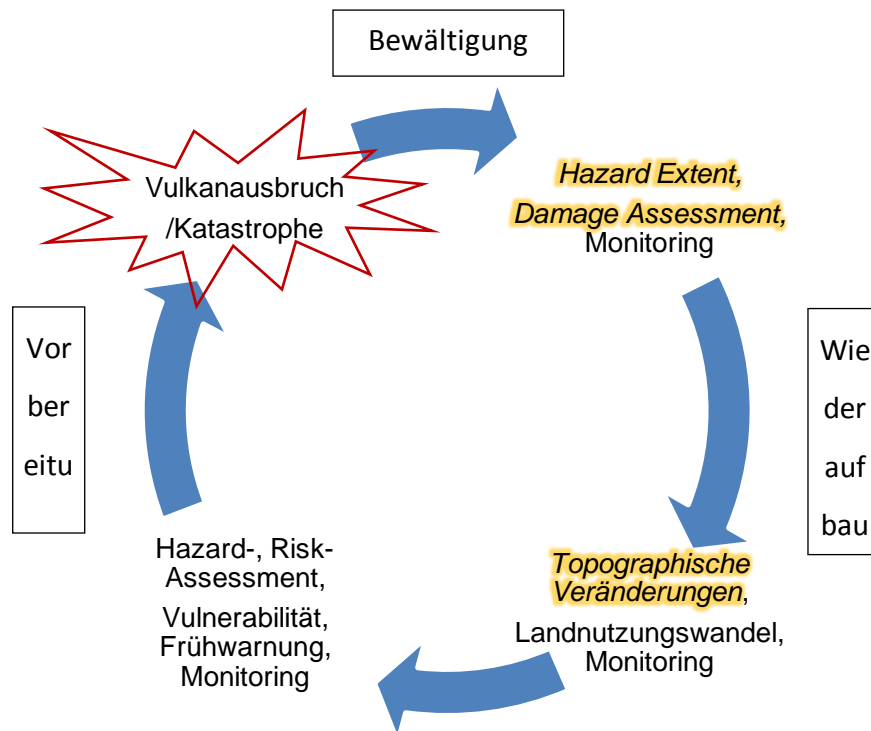 Bewältigung
Vulkanausbruch
/Katastrophe
Hazard Extent,
Damage Assessment,
Monitoring
Wie
der
auf
bau
Topographische
Veränderungen,
Landnutzungswandel,
Monitoring
Hazard-, Risk-
Assessment,
Vulnerabilität,
Frühwarnung,
Monitoring
Vor
ber
eitu